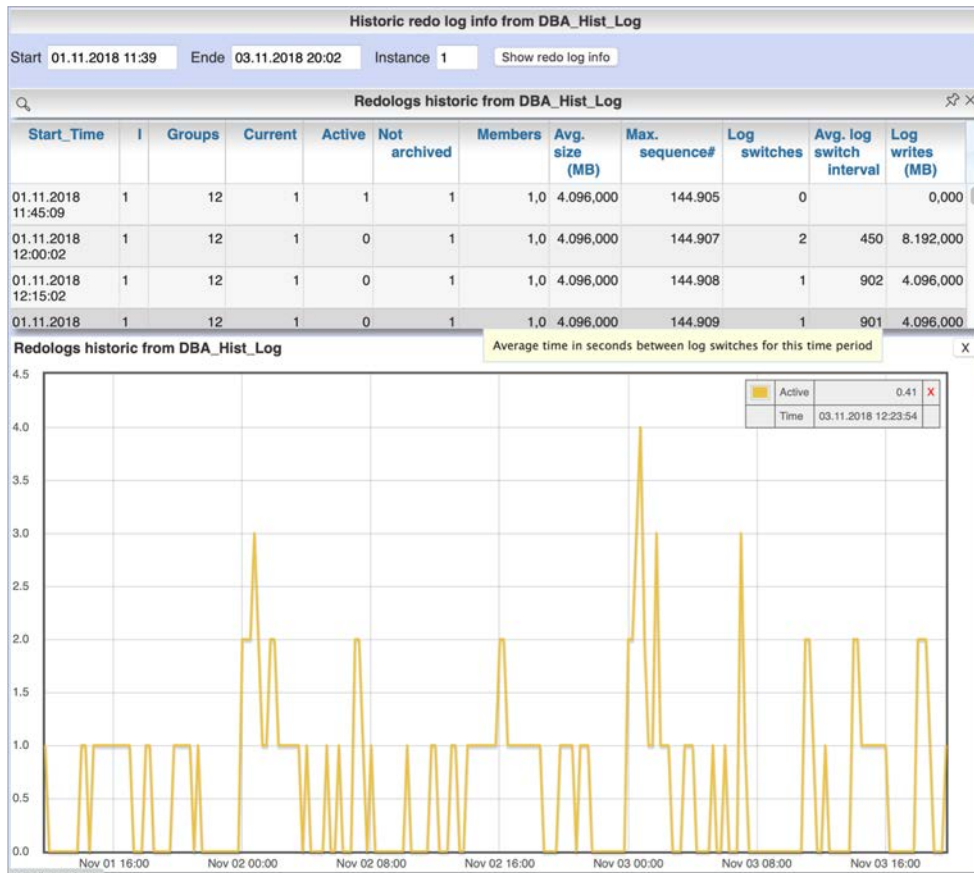 Historic redo log info from DBA_Hist_Log
Start 01.11.2018 11:39 Ende 03.11.2018 20:02 Instance 1 Show redo log info
Redologs historic from DBA_Hist_Log
Start_Time I Groups Current Active Not archived Members Avg. size (MB) Max. sequence# Log switches Avg. log switch interval Log writes (MB)
01.11.2018 11:45:09 1 12 1 1 1 1,0 4.096,000 144.905 0 0,000
01.11.2018 12:00:02 1 12 1 0 1 1,0 4.096,000 144.907 2 450 8.192,000
01.11.2018 12:15:02 1 12 1 0 1 1,0 4.096,000 144.908 1 902 4.096,000
01.11.2018 1 12 1 0 1 1,0 4.096,000 144.909 1 901 4.096,000
Average time in seconds between log switches for this time period
Redologs historic from DBA_Hist_Log X
Active 0.41 X
Time 03.11.2018 12:23:54
4.5
4.0
3.5
3.0
2.5
2.0
1.5
1.0
0.5
0.0
Nov 01 16:00 Nov 02 00:00 Nov 02 08:00 Nov 02 16:00 Nov 03 00:00 Nov 03 08:00 Nov 03 16:00